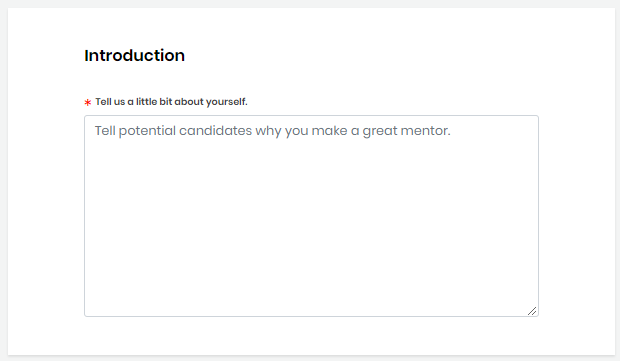 Introduction
* Tell us a little bit about yourself.
Tell potential candidates why you make a great mentor.